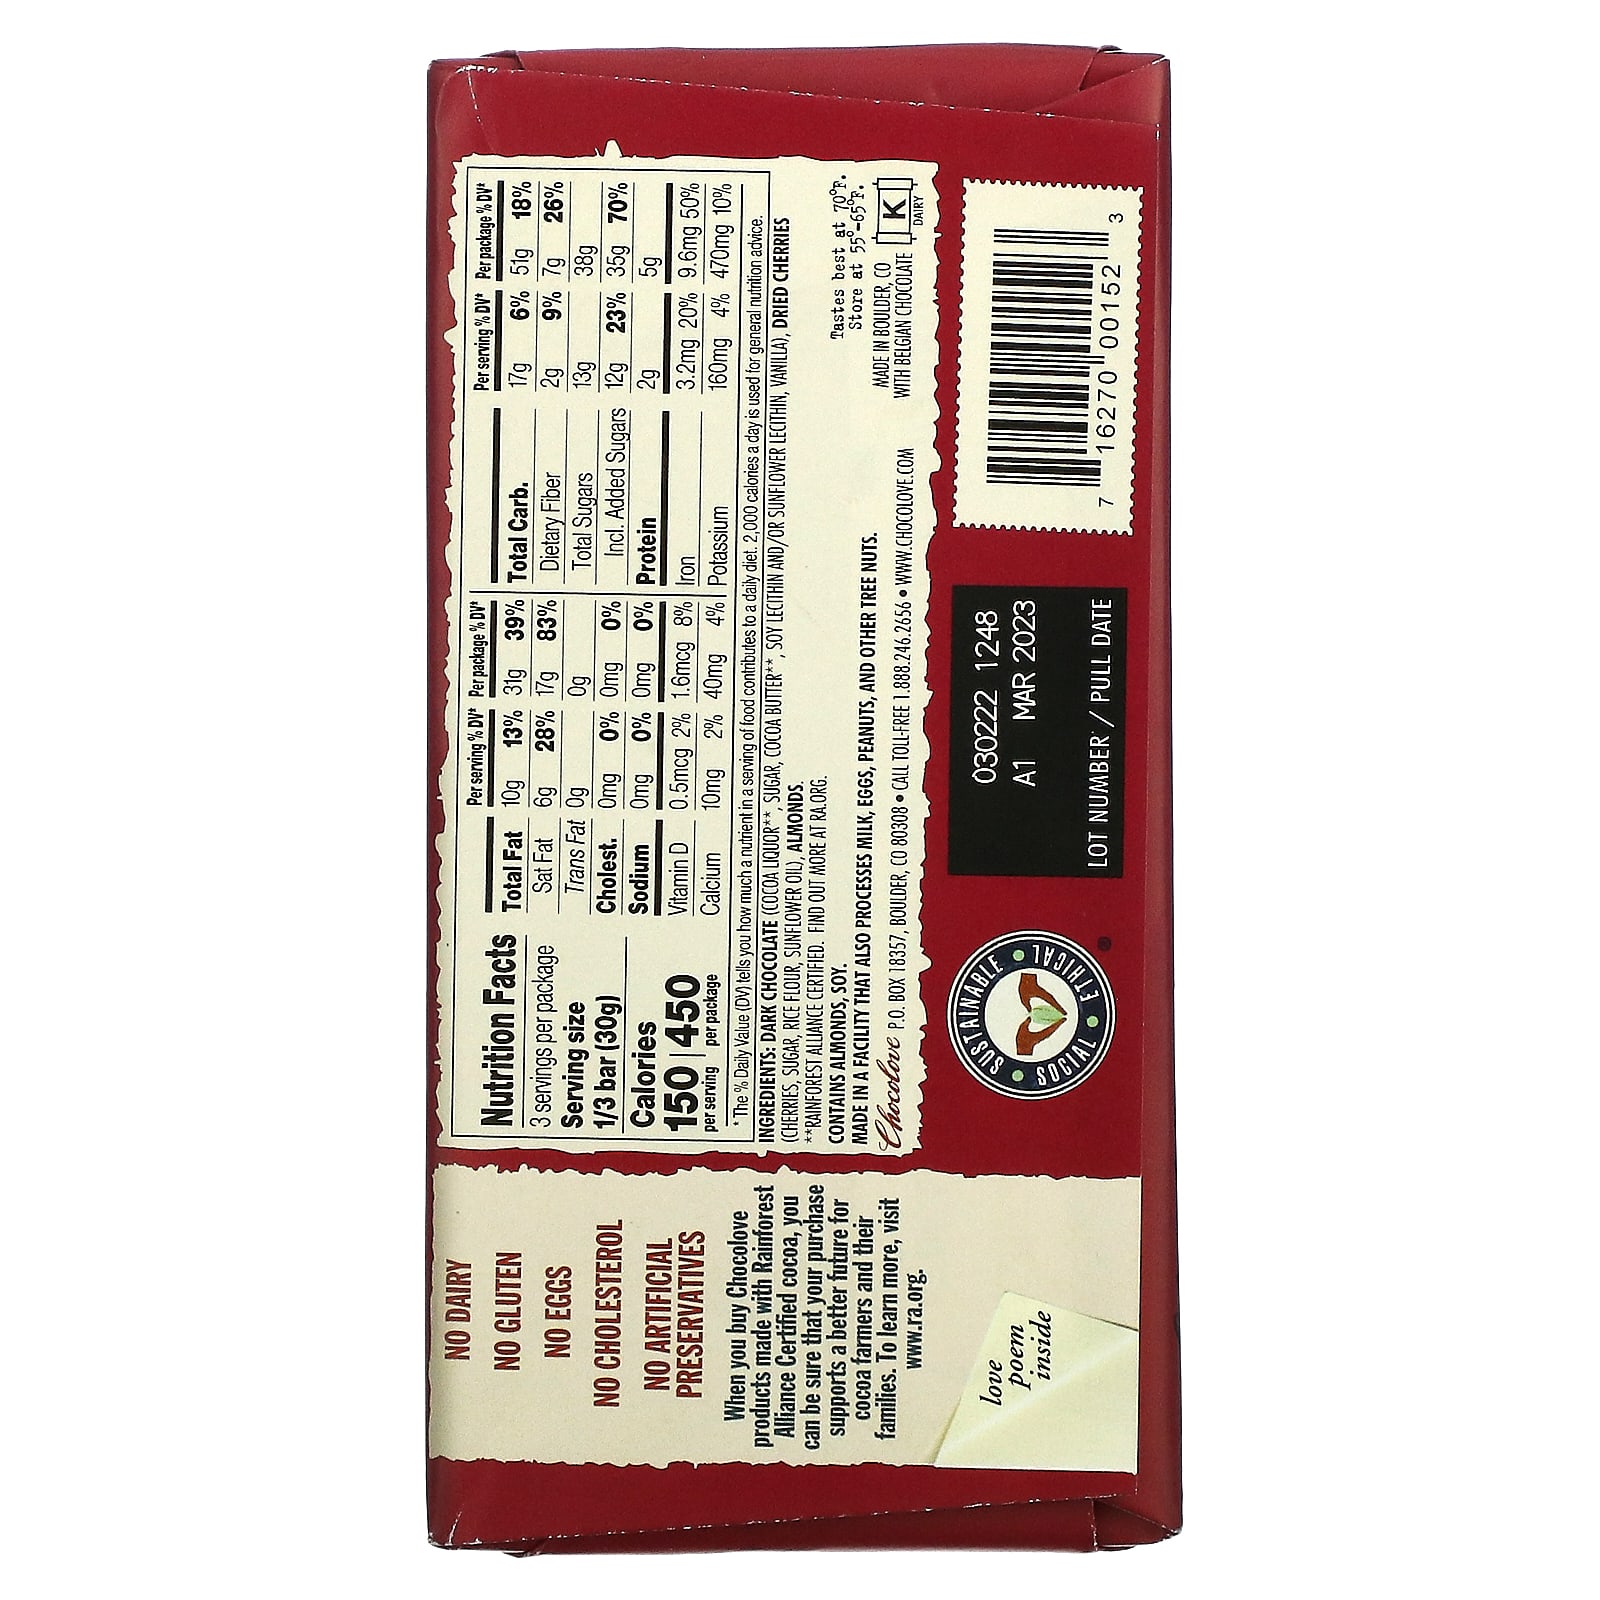 NO DAIRY
NO GLUTEN
NO EGGS
NO CHOLESTEROL
NO ARTIFICIAL
PRESERVATIVES
When you buy Chocolove
products made with Rainforest
Alliance Certified cocoa, you
can be sure that your purchase
supports a better future for
cocoa farmers and their
families. To learn more, visit
www.ra.org.
love
poem
inside
Nutrition Facts
3 servings per package
Serving size
1/3 bar (30g)
Calories
150 | 450
per serving per package
Per serving % DV* Per package % DV*
Total Fat 10g 13% 31g 39%
Sat Fat 6g 28% 17g 83%
Trans Fat 0g 0g
Cholest. 0mg 0% 0mg 0%
Sodium 0mg 0% 0mg 0%
Vitamin D 0.5mcg 2% 1.6mcg 8%
Calcium 10mg 2% 40mg 4%
Per serving % DV* Per package % DV*
Total Carb. 17g 6% 51g 18%
Dietary Fiber 2g 9% 7g 26%
Total Sugars 13g 38g
Incl. Added Sugars 12g 23% 35g 70%
Protein 2g 5g
Iron 3.2mg 20% 9.6mg 50%
Potassium 160mg 4% 470mg 10%
*The % Daily Value (DV) tells you how much a nutrient in a serving of food contributes to a daily diet. 2,000 calories a day is used for general nutrition advice.
INGREDIENTS: DARK CHOCOLATE (COCOA LIQUOR**, SUGAR, COCOA BUTTER**, SOY LECITHIN AND/OR SUNFLOWER LECITHIN, VANILLA), DRIED CHERRIES
(CHERRIES, SUGAR, RICE FLOUR, SUNFLOWER OIL), ALMONDS.
**RAINFOREST ALLIANCE CERTIFIED. FIND OUT MORE AT RA.ORG.
CONTAINS ALMONDS, SOY.
MADE IN A FACILITY THAT ALSO PROCESSES MILK, EGGS, PEANUTS, AND OTHER TREE NUTS.
Chocolove P.O. BOX 18357, BOULDER, CO 80308 • CALL TOLL-FREE 1.888.246.2656 • WWW.CHOCOLOVE.COM
Tastes best at 70°F.
Store at 55°-65°F.
MADE IN BOULDER, CO
WITH BELGIAN CHOCOLATE
K
DAIRY
SUSTAINABLE • ETHICAL • SOCIAL •
®
030222 1248
A1 MAR 2023
LOT NUMBER / PULL DATE
7 16270 00152 3